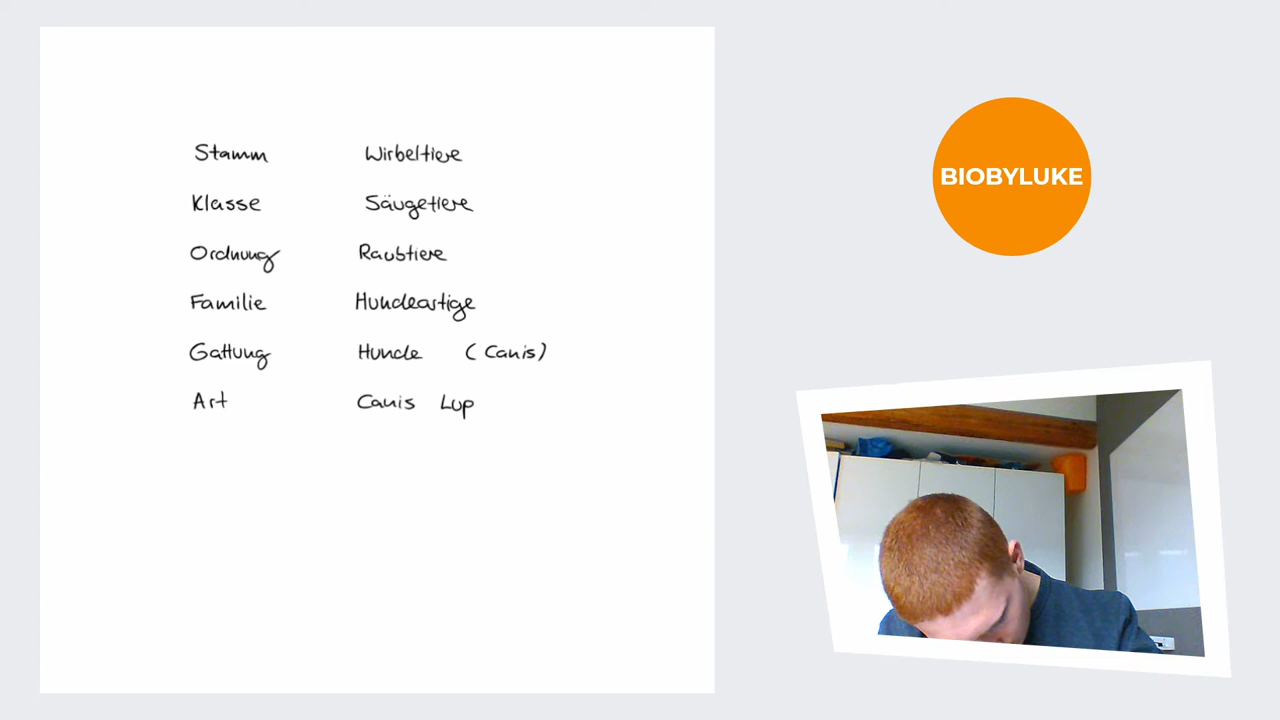 Stamm Wirbeltiere
Klasse Säugetiere
Ordnung Raubtiere
Familie Hundeartige
Gattung Hunde (Canis)
Art Canis Lup
BIOBYLUKE